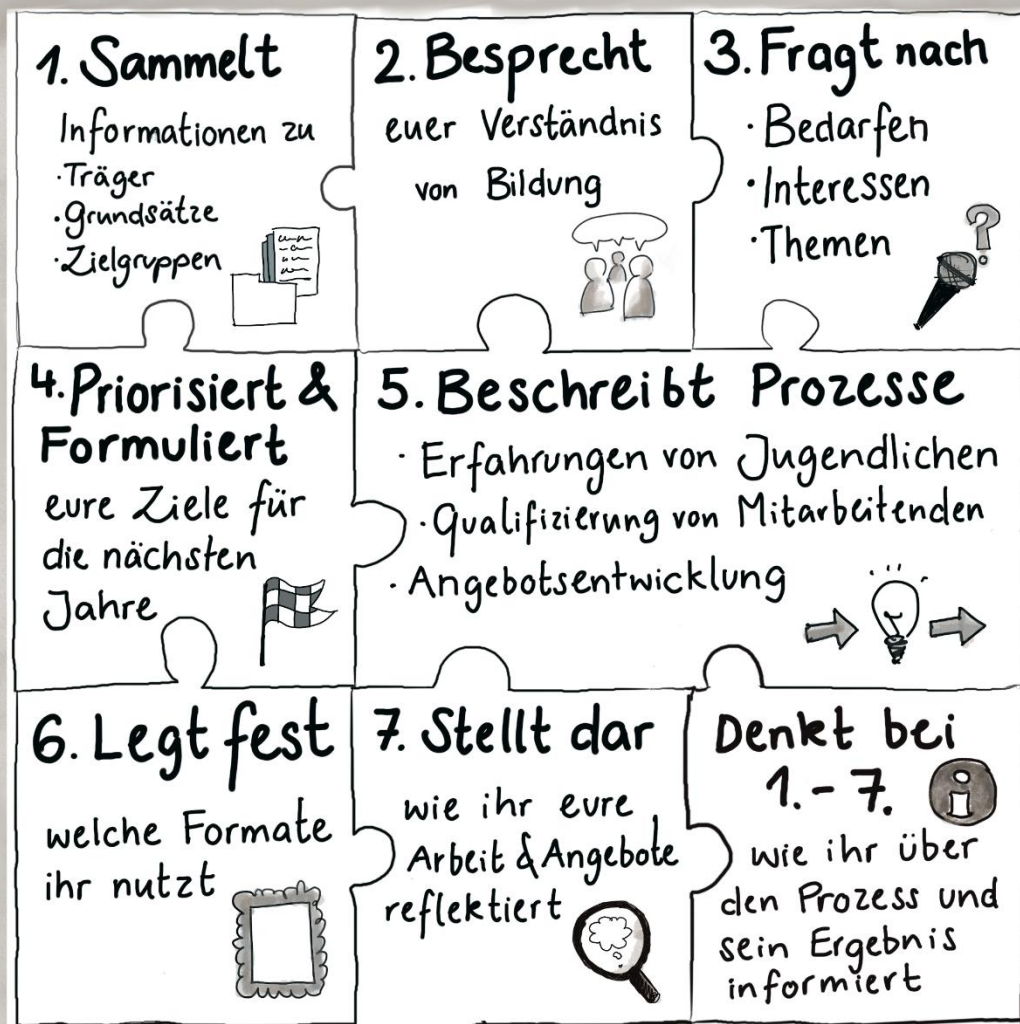 1. Sammelt
Informationen zu
·Träger
·Grundsätze
·Zielgruppen
2. Besprecht
euer Verständnis
von Bildung
3. Fragt nach
·Bedarfen
·Interessen
·Themen
?
4. Priorisiert &
Formuliert
eure Ziele für
die nächsten
Jahre
5. Beschreibt Prozesse
·Erfahrungen von Jugendlichen
·Qualifizierung von Mitarbeitenden
·Angebotsentwicklung
6. Legt fest
welche Formate
ihr nutzt
7. Stellt dar
wie ihr eure
Arbeit & Angebote
reflektiert
Denkt bei
1.-7.
i
wie ihr über
den Prozess und
sein Ergebnis
informiert